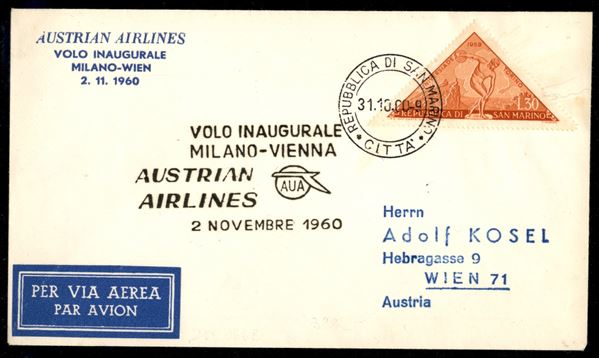 AUSTRIAN AIRLINES
VOLO INAUGURALE
MILANO-WIEN
2. 11. 1960
REPUBBLICA DI SAN MARINO
31.10.60-9
CITTA'
1953
L.30
REPUBBLICA DI SAN MARINO
VOLO INAUGURALE
MILANO-VIENNA
AUSTRIAN
AUA
AIRLINES
2 NOVEMBRE 1960
Herrn
Adolf KOSEL
Hebragasse 9
WIEN 71
Austria
PER VIA AEREA
PAR AVION